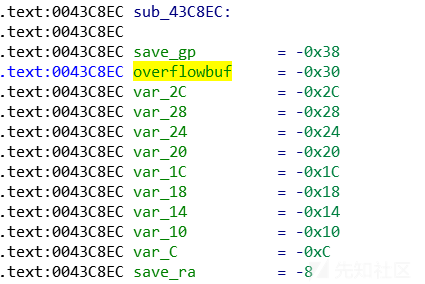 .text:0043C8EC sub_43C8EC:
.text:0043C8EC
.text:0043C8EC save_gp = -0x38
.text:0043C8EC overflowbuf = -0x30
.text:0043C8EC var_2C = -0x2C
.text:0043C8EC var_28 = -0x28
.text:0043C8EC var_24 = -0x24
.text:0043C8EC var_20 = -0x20
.text:0043C8EC var_1C = -0x1C
.text:0043C8EC var_18 = -0x18
.text:0043C8EC var_14 = -0x14
.text:0043C8EC var_10 = -0x10
.text:0043C8EC var_C = -0xC
.text:0043C8EC save_ra = -8
先知社区